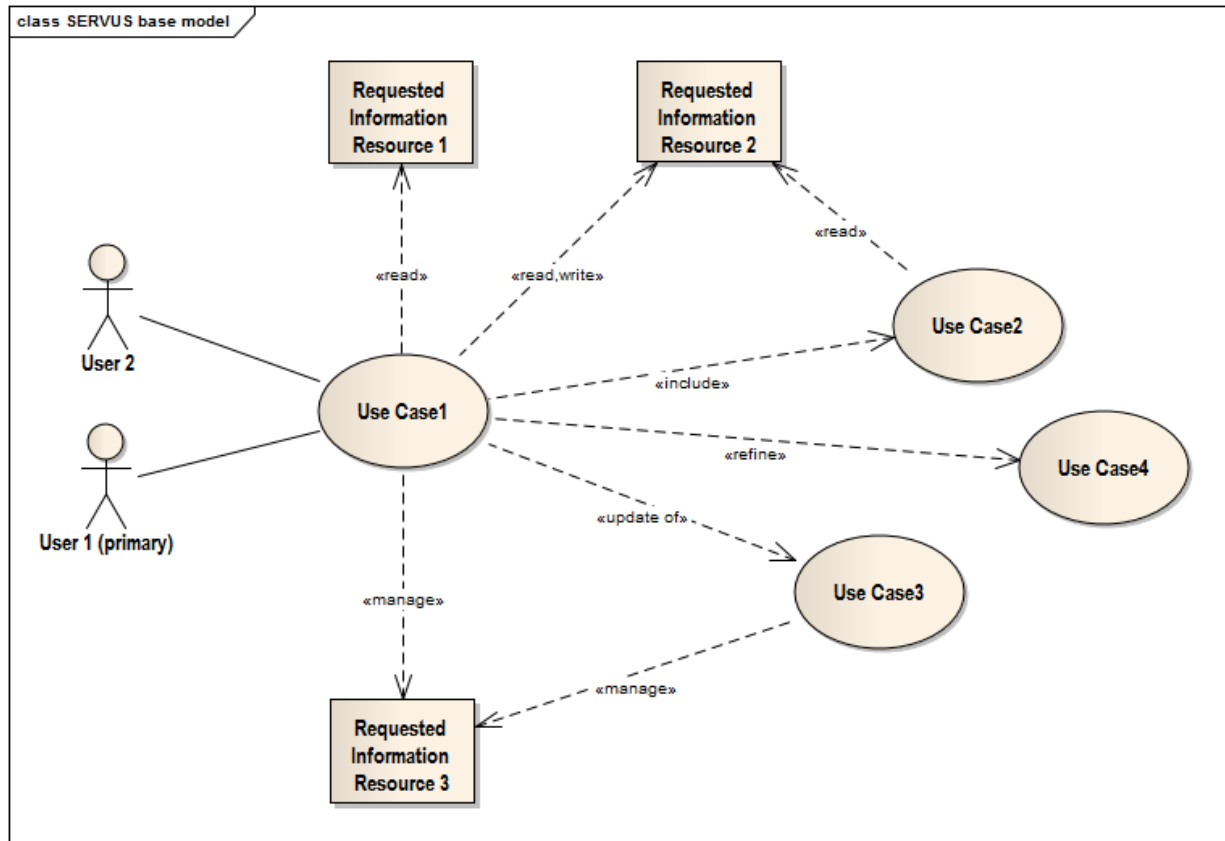 class SERVUS base model
Requested
Information
Resource 1
Requested
Information
Resource 2
«read»
«read,write»
«read»
User 2
Use Case2
«include»
Use Case1
«refine»
Use Case4
User 1 (primary)
«update of»
Use Case3
«manage»
«manage»
Requested
Information
Resource 3